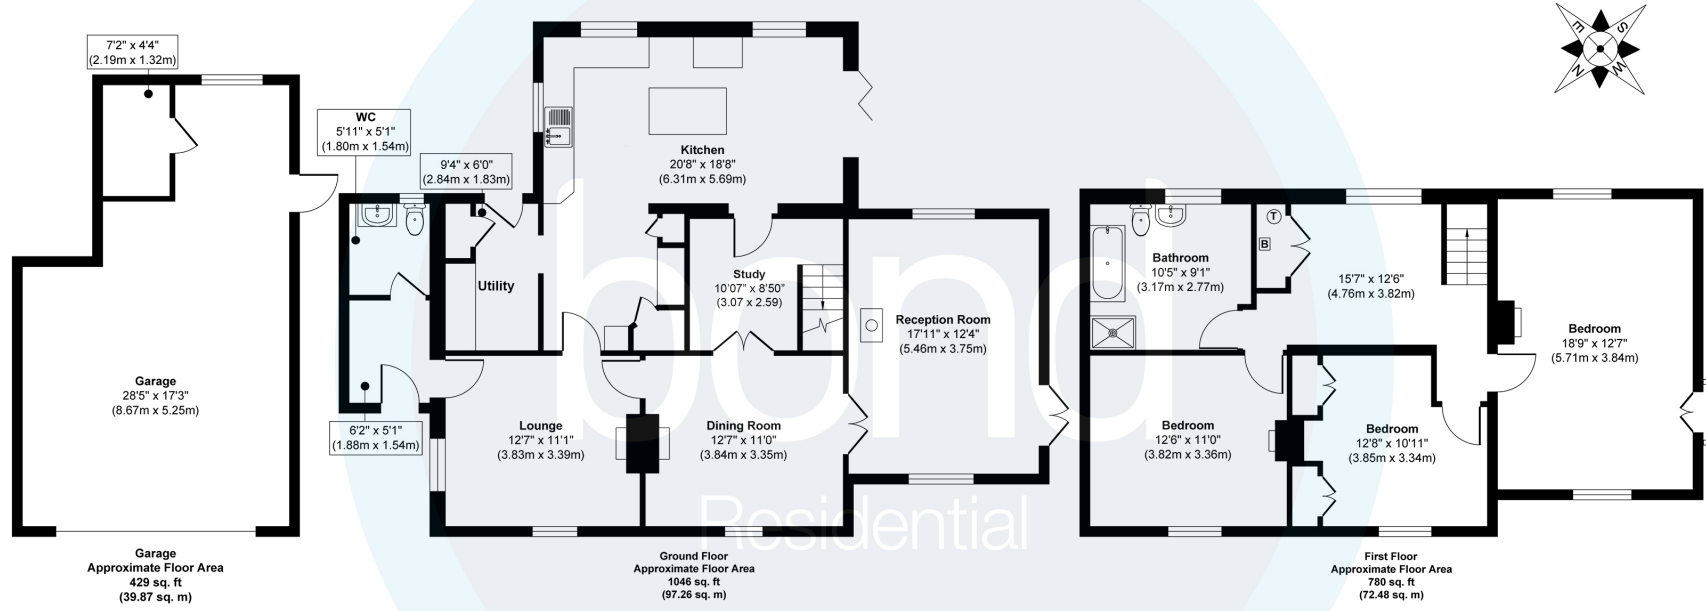 7'2" x 4'4"
(2.19m x 1.32m)
WC
5'11" x 5'1"
(1.80m x 1.54m)
9'4" x 6'0"
(2.84m x 1.83m)
Kitchen
20'8" x 18'8"
(6.31m x 5.69m)
E
S
N
W
Utility
Study
10'07" x 8'50"
(3.07 x 2.59)
Reception Room
17'11" x 12'4"
(5.46m x 3.75m)
Bathroom
10'5" x 9'1"
(3.17m x 2.77m)
T
B
15'7" x 12'6"
(4.76m x 3.82m)
Bedroom
18'9" x 12'7"
(5.71m x 3.84m)
Garage
28'5" x 17'3"
(8.67m x 5.25m)
6'2" x 5'1"
(1.88m x 1.54m)
Lounge
12'7" x 11'1"
(3.83m x 3.39m)
Dining Room
12'7" x 11'0"
(3.84m x 3.35m)
Bedroom
12'6" x 11'0"
(3.82m x 3.36m)
Bedroom
12'8" x 10'11"
(3.85m x 3.34m)
bond
Residential
Garage
Approximate Floor Area
429 sq. ft
(39.87 sq. m)
Ground Floor
Approximate Floor Area
1046 sq. ft
(97.26 sq. m)
First Floor
Approximate Floor Area
780 sq. ft
(72.48 sq. m)